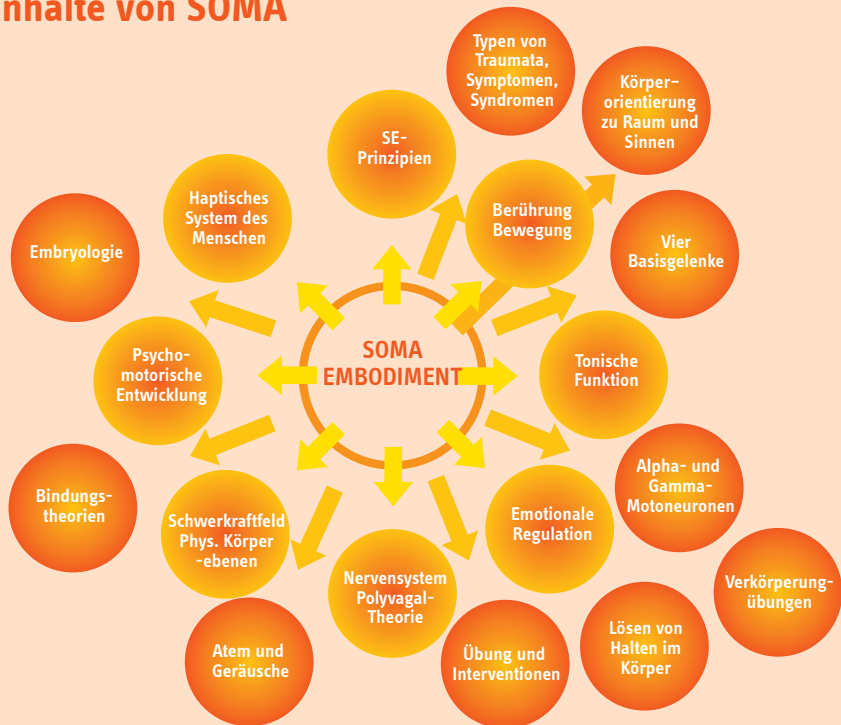 nhalte von SOMA
Typen von
Traumata,
Symptomen,
Syndromen
Körper-
orientierung
zu Raum und
Sinnen
SE-
Prinzipien
Haptisches
System des
Menschen
Berührung
Bewegung
Embryologie
Vier
Basisgelenke
SOMA
EMBODIMENT
Psycho-
motorische
Entwicklung
Tonische
Funktion
Bindungs-
theorien
Alpha- und
Gamma-
Motoneuronen
Schwerkraftfeld
Phys. Körper
-ebenen
Emotionale
Regulation
Nervensystem
Polyvagal-
Theorie
Verkörperung-
übungen
Atem und
Geräusche
Übung und
Interventionen
Lösen von
Halten im
Körper